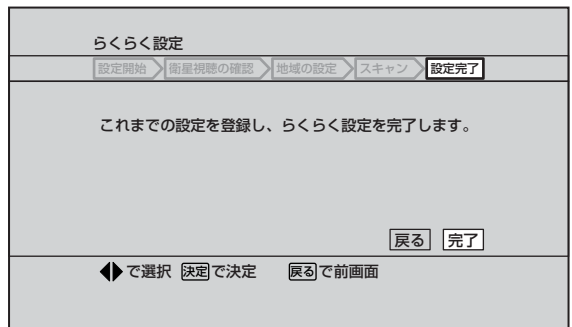 らくらく設定
設定開始 衛星視聴の確認 地域の設定 スキャン 設定完了
これまでの設定を登録し、らくらく設定を完了します。
戻る 完了
で選択 決定で決定 戻るで前画面